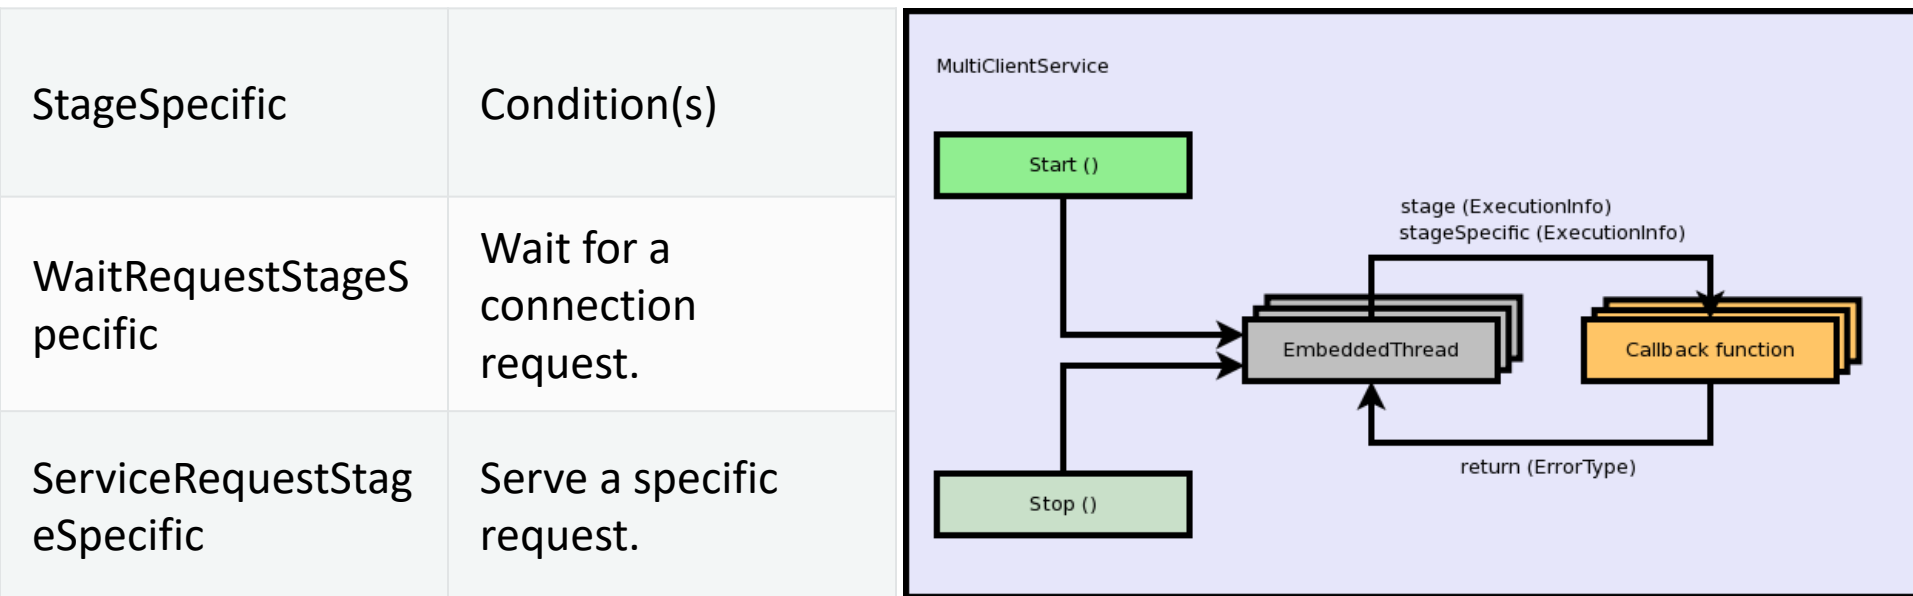 StageSpecific
Condition(s)
WaitRequestStageS
pecific
Wait for a
connection
request.
ServiceRequestStag
eSpecific
Serve a specific
request.
MultiClientService
Start ()
stage (ExecutionInfo)
stageSpecific (ExecutionInfo)
EmbeddedThread
Callback function
return (ErrorType)
Stop ()